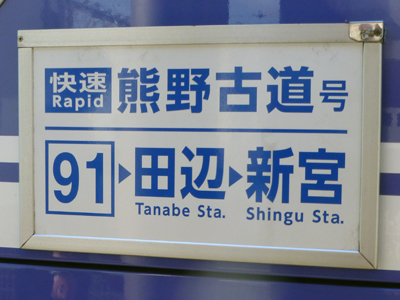 快速 Rapid 熊野古道号
91 ▶ 田辺 ▶ 新宮
Tanabe Sta. Shingu Sta.